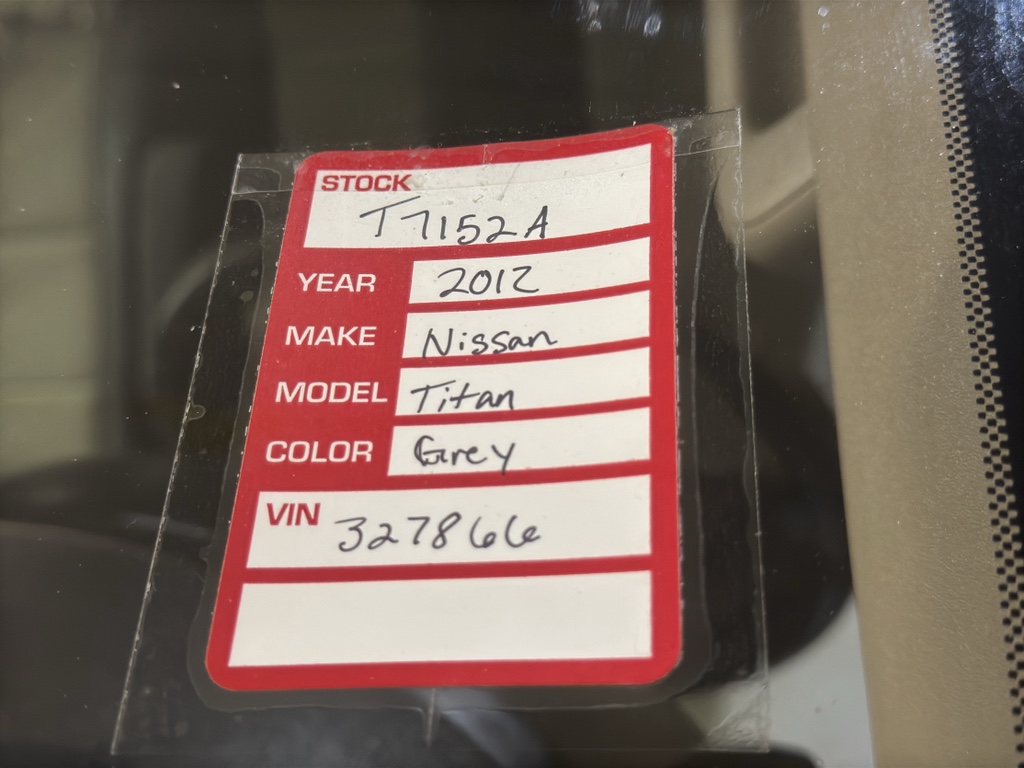 STOCK
T7152A
YEAR 2012
MAKE Nissan
MODEL Titan
COLOR Grey
VIN 327866